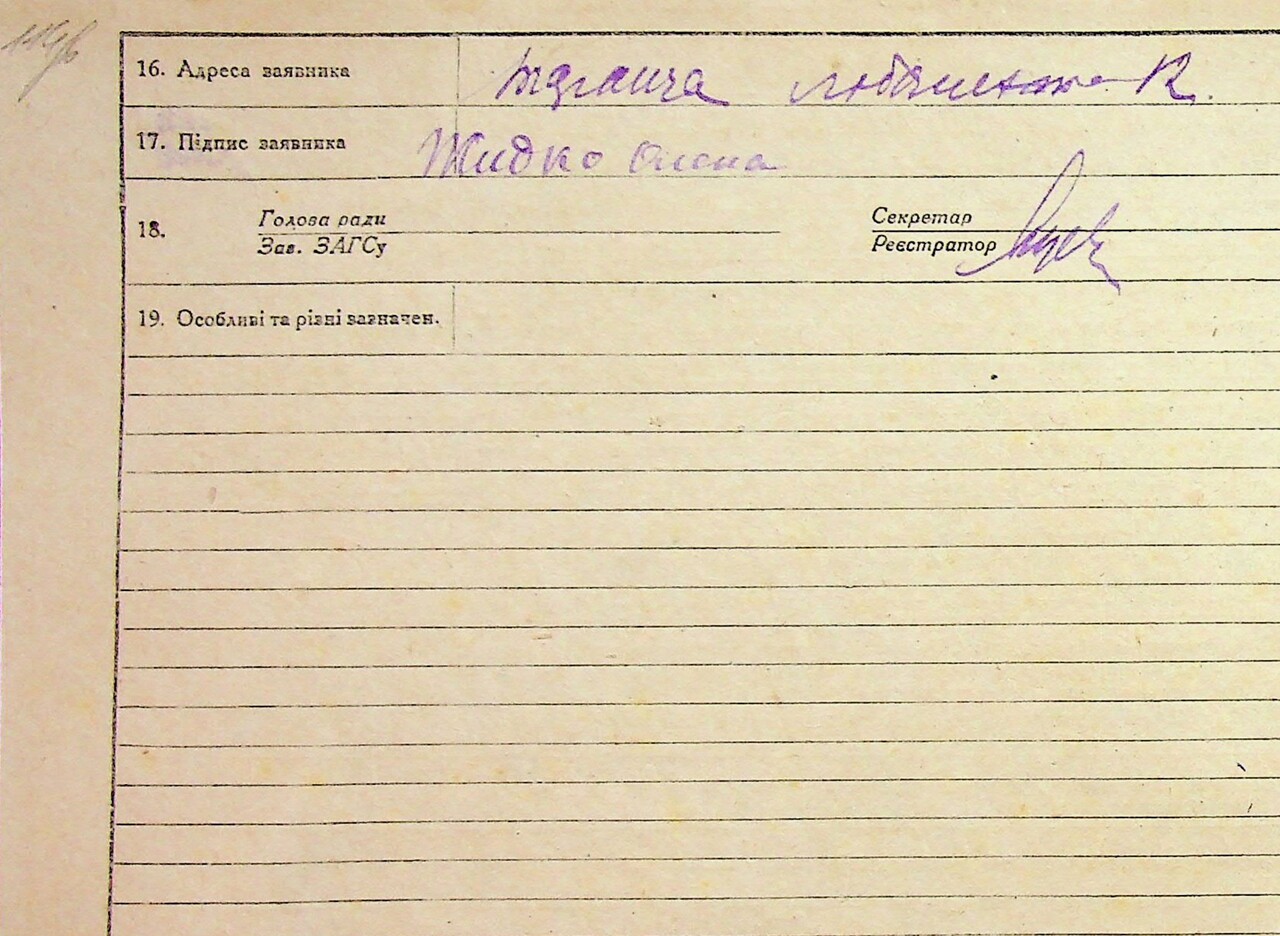 16. Адреса заявника
17. Підпис заявника Жидко Олена
18. Голова ради Секретар
Зав. ЗАГСу Реєстратор
19. Особливі та різні зазначен.